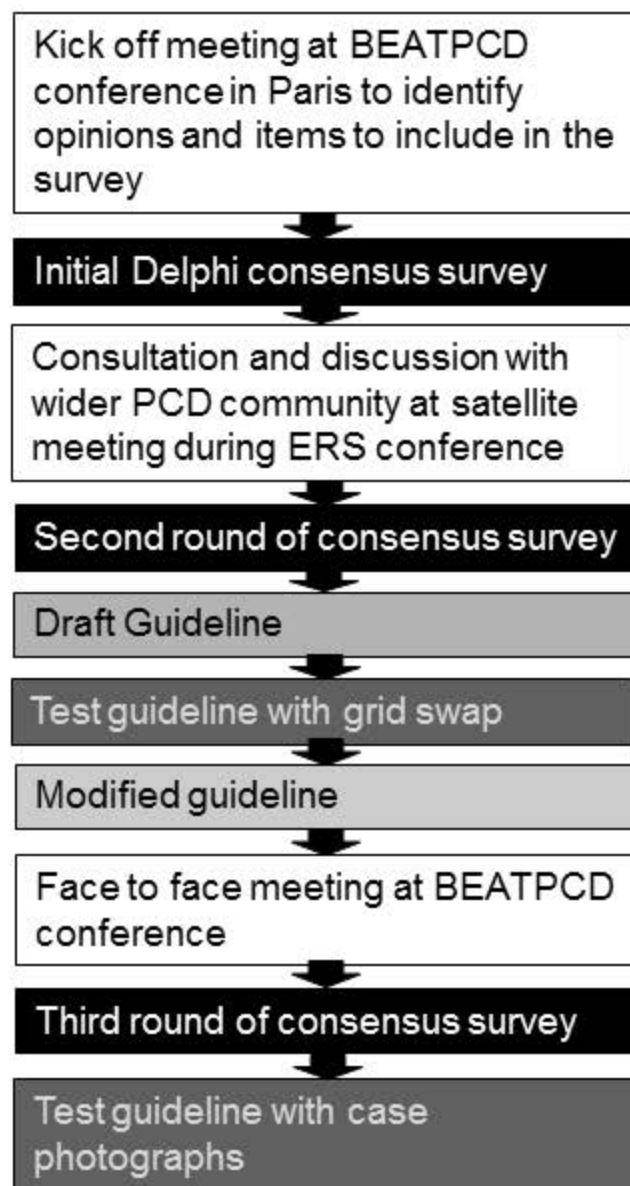 Kick off meeting at BEATPCD
conference in Paris to identify
opinions and items to include in the
survey
Initial Delphi consensus survey
Consultation and discussion with
wider PCD community at satellite
meeting during ERS conference
Second round of consensus survey
Draft Guideline
Test guideline with grid swap
Modified guideline
Face to face meeting at BEATPCD
conference
Third round of consensus survey
Test guideline with case
photographs